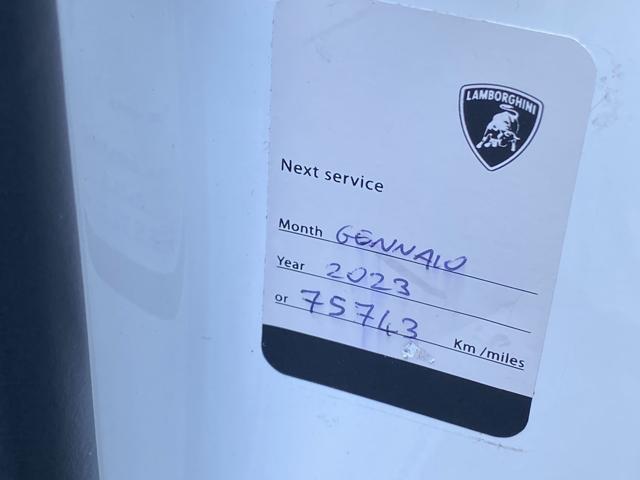 LAMBORGHINI
Next service
Month GENNAIO
Year 2023
or 75743 Km/miles